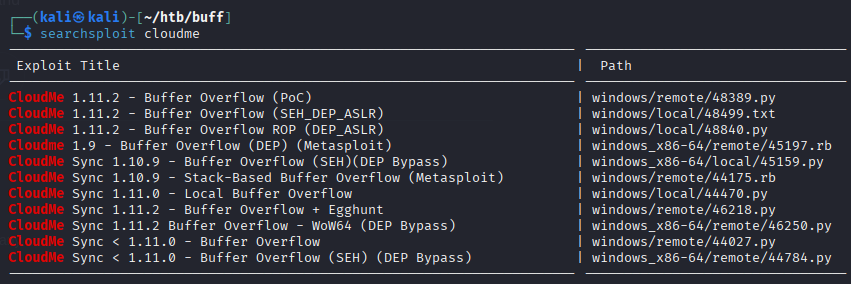 ┌──(kali㉿kali)-[~/htb/buff]
└─$ searchsploit cloudme
Exploit Title | Path
CloudMe 1.11.2 - Buffer Overflow (PoC) | windows/remote/48389.py
CloudMe 1.11.2 - Buffer Overflow (SEH_DEP_ASLR) | windows/local/48499.txt
CloudMe 1.11.2 - Buffer Overflow ROP (DEP_ASLR) | windows/local/48840.py
Cloudme 1.9 - Buffer Overflow (DEP) (Metasploit) | windows_x86-64/remote/45197.rb
CloudMe Sync 1.10.9 - Buffer Overflow (SEH)(DEP Bypass) | windows_x86-64/local/45159.py
CloudMe Sync 1.10.9 - Stack-Based Buffer Overflow (Metasploit) | windows/remote/44175.rb
CloudMe Sync 1.11.0 - Local Buffer Overflow | windows/local/44470.py
CloudMe Sync 1.11.2 - Buffer Overflow + Egghunt | windows/remote/46218.py
CloudMe Sync 1.11.2 Buffer Overflow - WoW64 (DEP Bypass) | windows_x86-64/remote/46250.py
CloudMe Sync < 1.11.0 - Buffer Overflow | windows/remote/44027.py
CloudMe Sync < 1.11.0 - Buffer Overflow (SEH) (DEP Bypass) | windows_x86-64/remote/44784.py